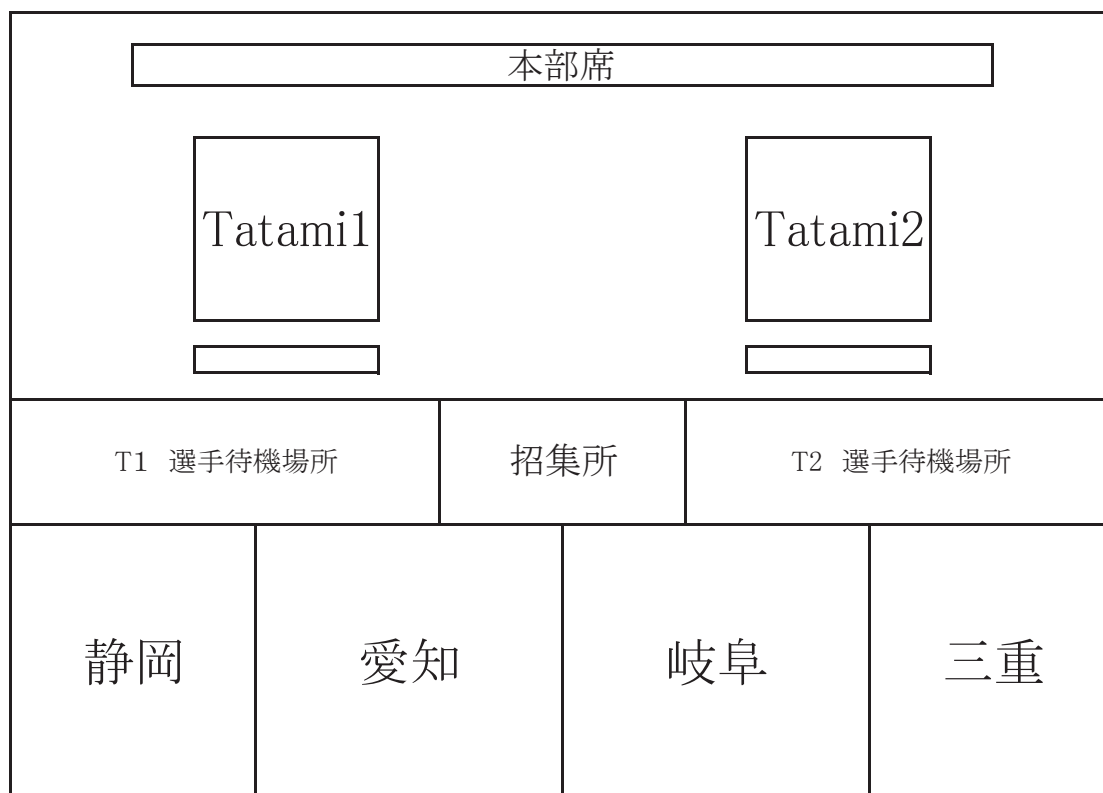 本部席
Tatami1
Tatami2
T1 選手待機場所
招集所
T2 選手待機場所
静岡
愛知
岐阜
三重